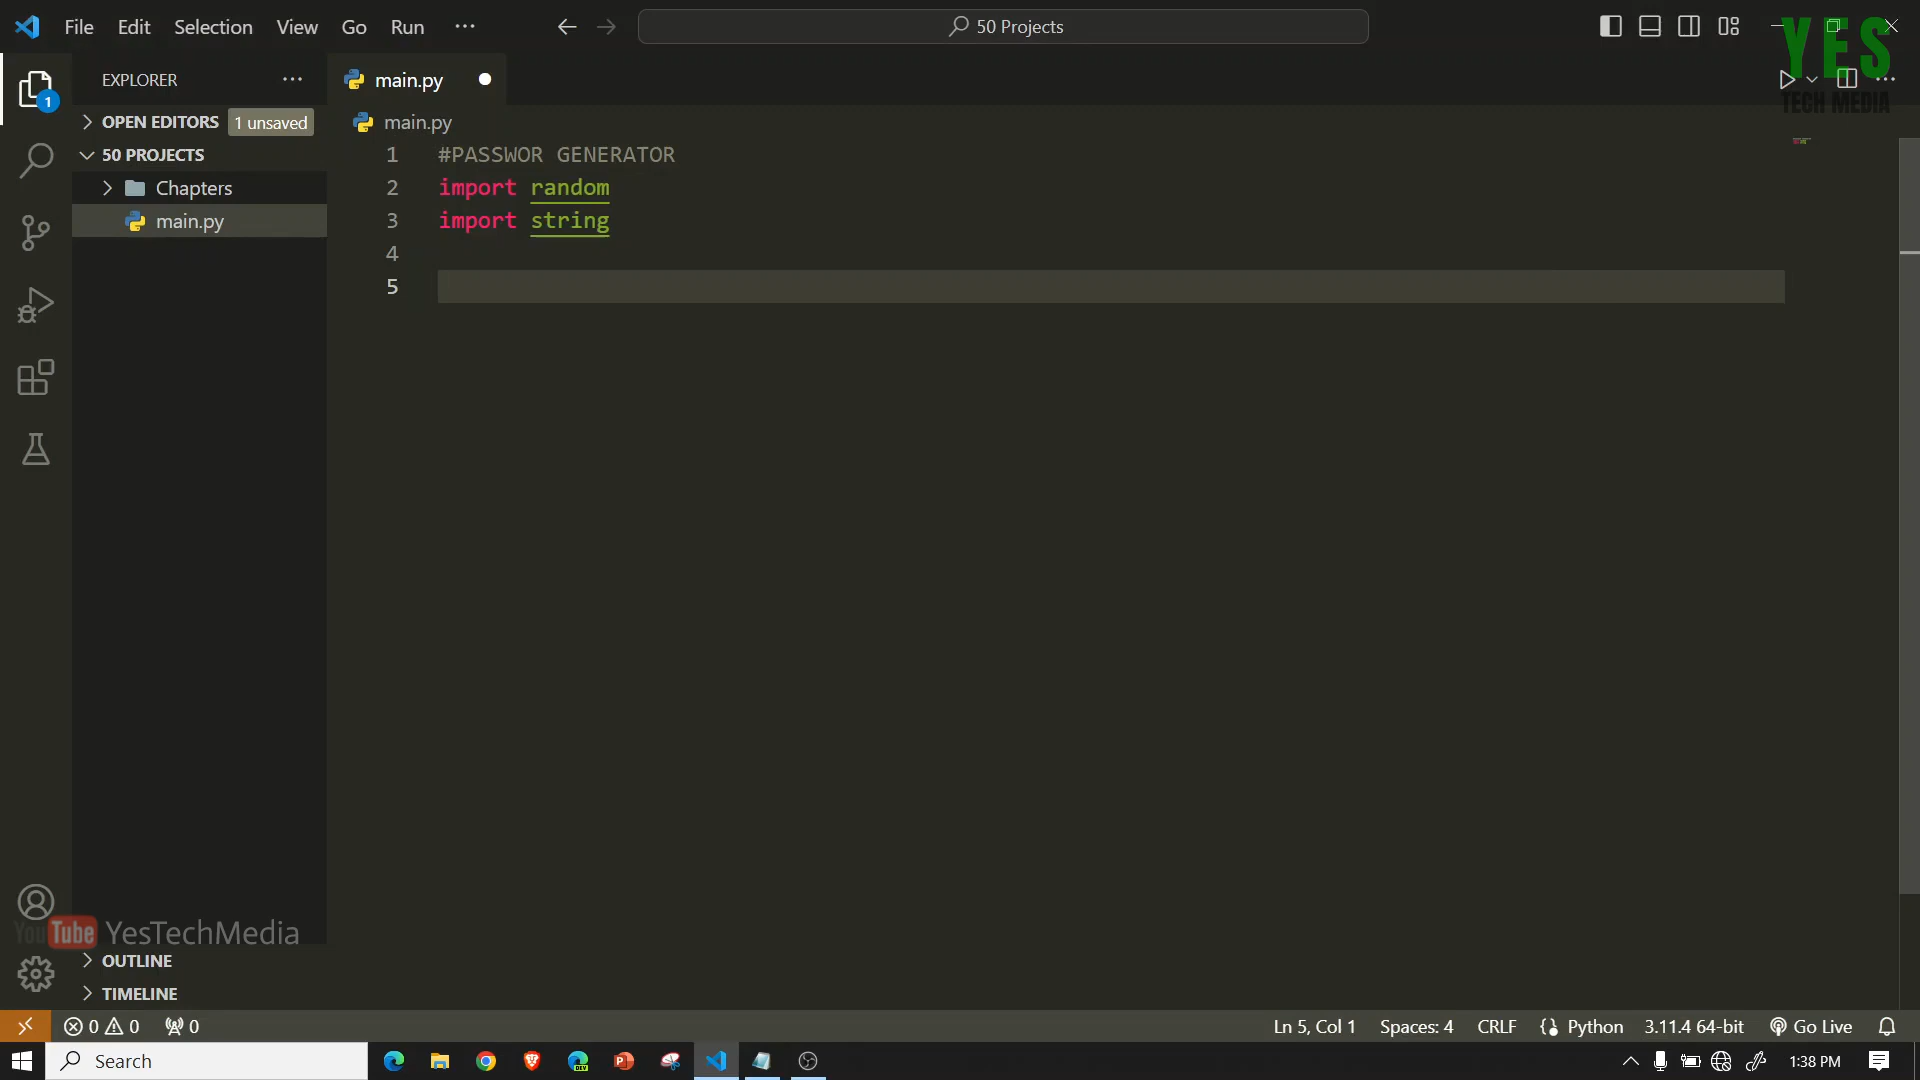 File Edit Selection View Go Run ...
50 Projects
YES
TECH MEDIA
EXPLORER ...
main.py
OPEN EDITORS 1 unsaved
main.py
50 PROJECTS
Chapters
main.py
1 #PASSWOR GENERATOR
2 import random
3 import string
4
5
1
YouTube YesTechMedia
OUTLINE
TIMELINE
0 0 0
Ln 5, Col 1 Spaces: 4 CRLF Python 3.11.4 64-bit Go Live
Search
DEV
P
1:38 PM